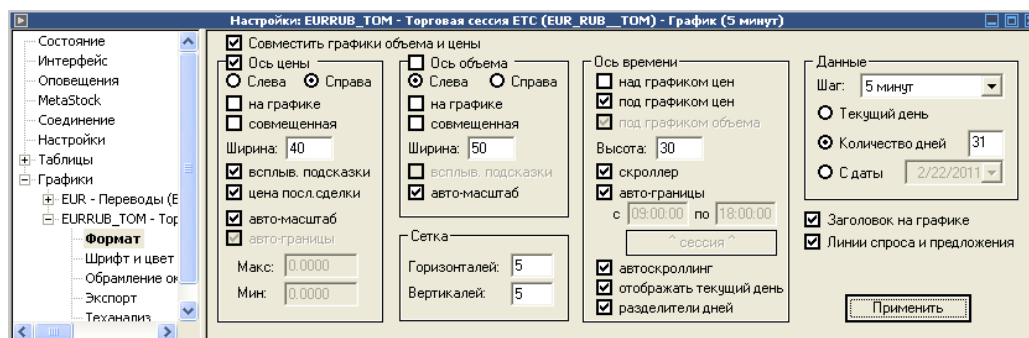 Настройки: EURRUB_TOM - Торговая сессия ETC (EUR_RUB__TOM) - График (5 минут)
Состояние
Интерфейс
Оповещения
MetaStock
Соединение
Настройки
Таблицы
Графики
EUR - Переводы (E
EURRUB_TOM - Тор
Формат
Шрифт и цвет
Обрамление ок
Экспорт
Теханализ
Совместить графики объема и цены
Ось цены
Слева Справа
на графике
совмещенная
Ширина: 40
всплыв. подсказки
цена посл.сделки
авто-масштаб
авто-границы
Макс: 0.0000
Мин: 0.0000
Ось объема
Слева Справа
на графике
совмещенная
Ширина: 50
всплыв. подсказки
авто-масштаб
Сетка
Горизонталей: 5
Вертикалей: 5
Ось времени
над графиком цен
под графиком цен
под графиком объема
Высота: 30
скроллер
авто-границы
с 09:00:00 по 18:00:00
^ сессия ^
автоскроллинг
отображать текущий день
разделители дней
Данные
Шаг: 5 минут
Текущий день
Количество дней 31
С даты 2/22/2011
Заголовок на графике
Линии спроса и предложения
Применить